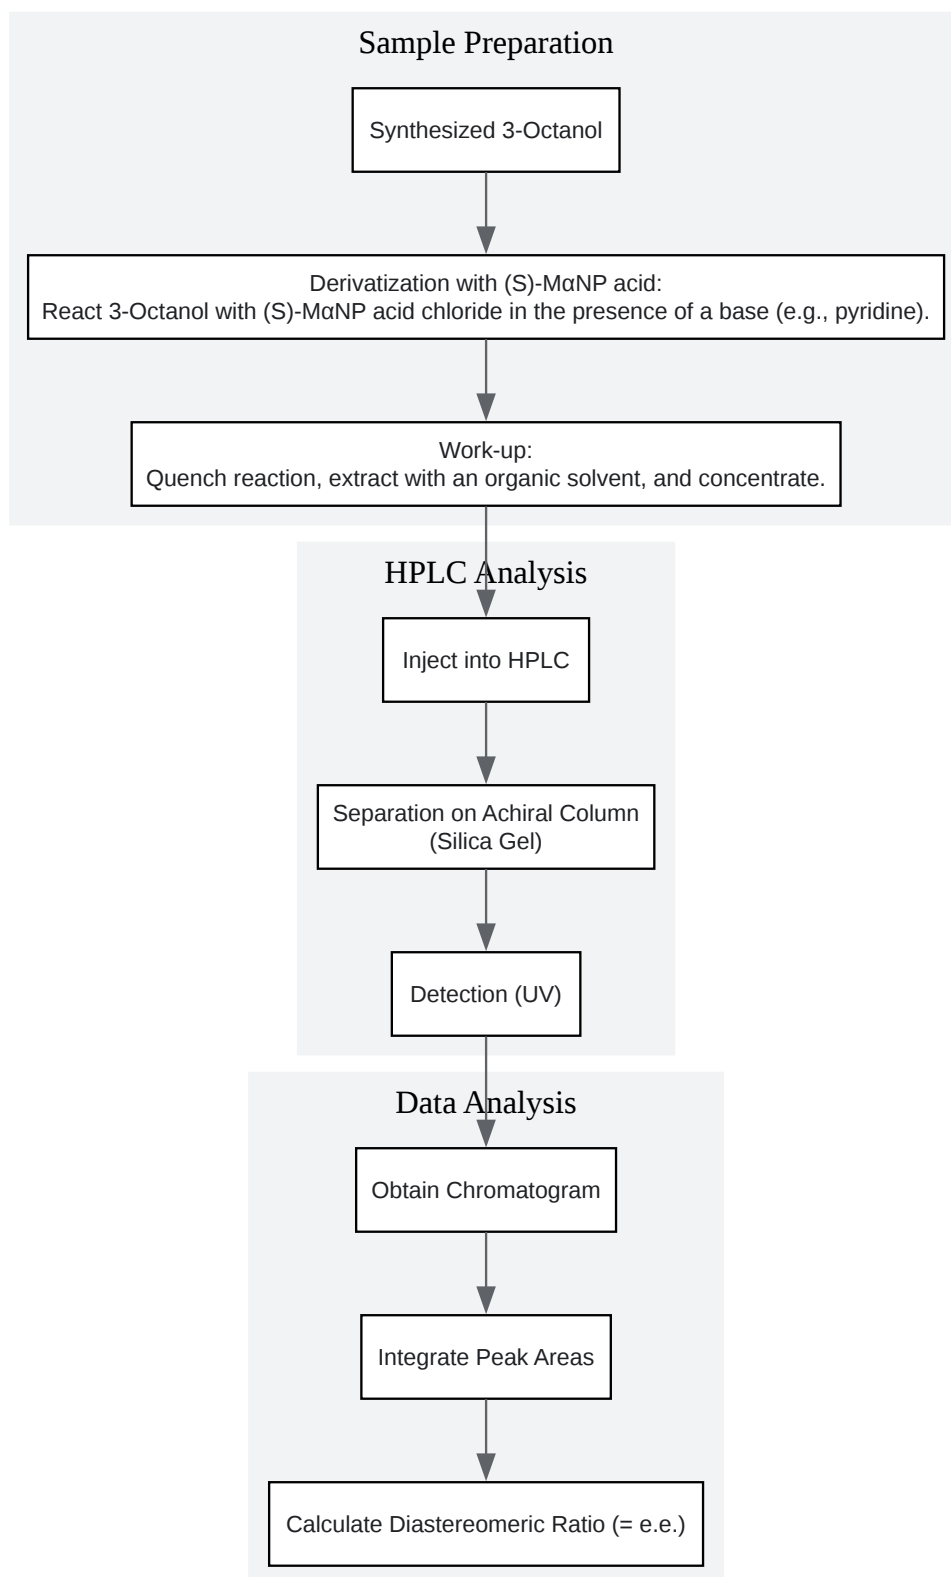 Sample Preparation
Synthesized 3-Octanol
Derivatization with (S)-MαNP acid:
React 3-Octanol with (S)-MαNP acid chloride in the presence of a base (e.g., pyridine).
Work-up:
Quench reaction, extract with an organic solvent, and concentrate.
HPLC Analysis
Inject into HPLC
Separation on Achiral Column
(Silica Gel)
Detection (UV)
Data Analysis
Obtain Chromatogram
Integrate Peak Areas
Calculate Diastereomeric Ratio (= e.e.)